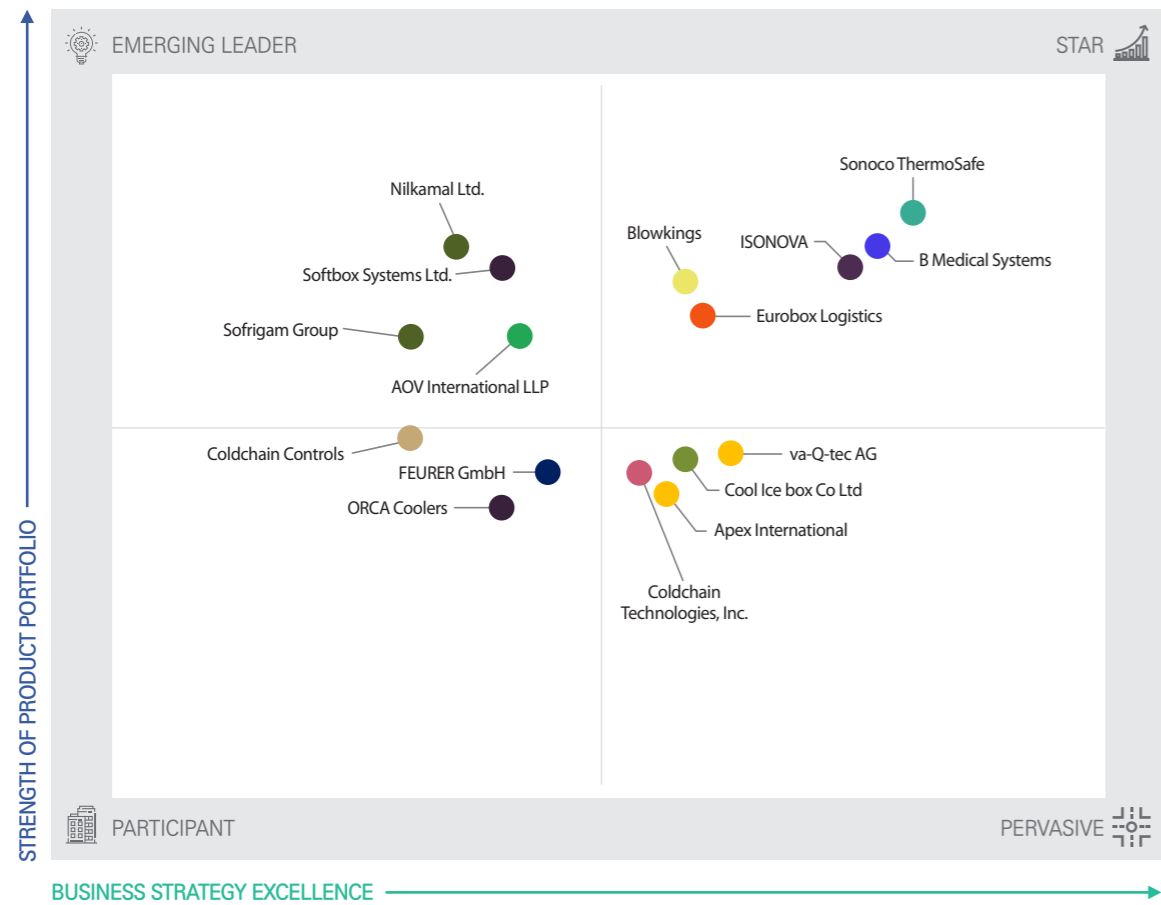 EMERGING LEADER
STAR
Sonoco ThermoSafe
Nilkamal Ltd.
Blowkings
ISONOVA
B Medical Systems
Softbox Systems Ltd.
Eurobox Logistics
Sofrigam Group
AOV International LLP
Coldchain Controls
va-Q-tec AG
FEURER GmbH
Cool Ice box Co Ltd
ORCA Coolers
Apex International
Coldchain
Technologies, Inc.
STRENGTH OF PRODUCT PORTFOLIO
PARTICIPANT
PERVASIVE
BUSINESS STRATEGY EXCELLENCE